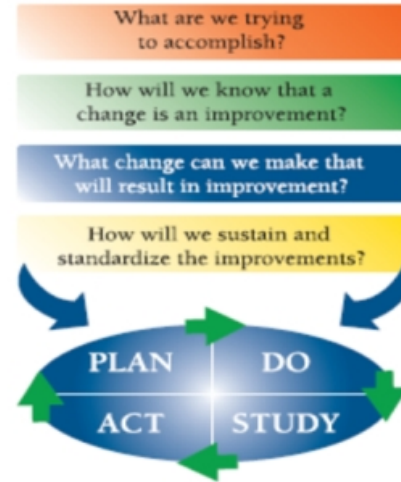 What are we trying
to accomplish?
How will we know that a
change is an improvement?
What change can we make that
will result in improvement?
How will we sustain and
standardize the improvements?
PLAN DO
ACT STUDY